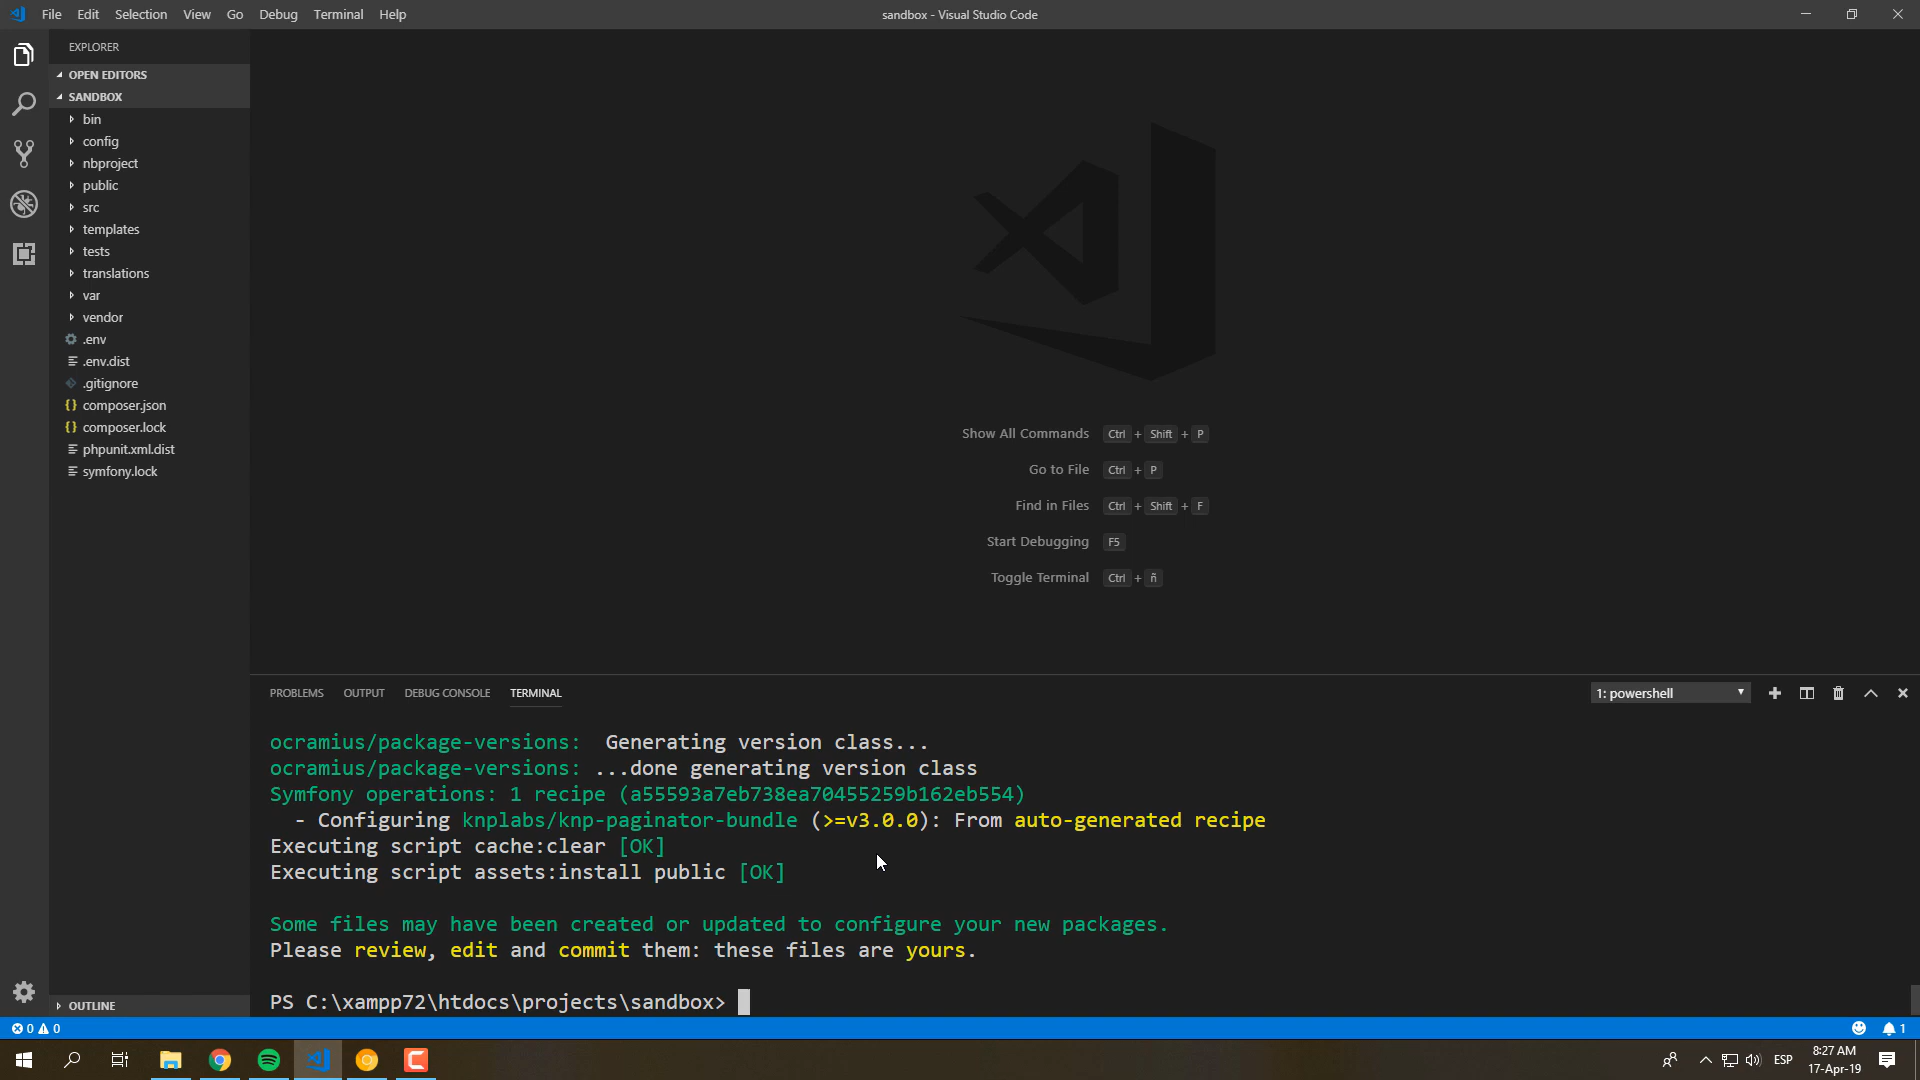 File Edit Selection View Go Debug Terminal Help
sandbox - Visual Studio Code
EXPLORER
OPEN EDITORS
SANDBOX
bin
config
nbproject
public
src
templates
tests
translations
var
vendor
.env
.env.dist
.gitignore
composer.json
composer.lock
phpunit.xml.dist
symfony.lock
OUTLINE
Show All Commands Ctrl + Shift + P
Go to File Ctrl + P
Find in Files Ctrl + Shift + F
Start Debugging F5
Toggle Terminal Ctrl + ñ
PROBLEMS OUTPUT DEBUG CONSOLE TERMINAL
1: powershell
ocramius/package-versions:  Generating version class...
ocramius/package-versions: ...done generating version class
Symfony operations: 1 recipe (a55593a7eb738ea70455259b162eb554)
  - Configuring knplabs/knp-paginator-bundle (>=v3.0.0): From auto-generated recipe
Executing script cache:clear [OK]
Executing script assets:install public [OK]
Some files may have been created or updated to configure your new packages.
Please review, edit and commit them: these files are yours.
PS C:\xampp72\htdocs\projects\sandbox>
0 0
1
ESP
8:27 AM
17-Apr-19